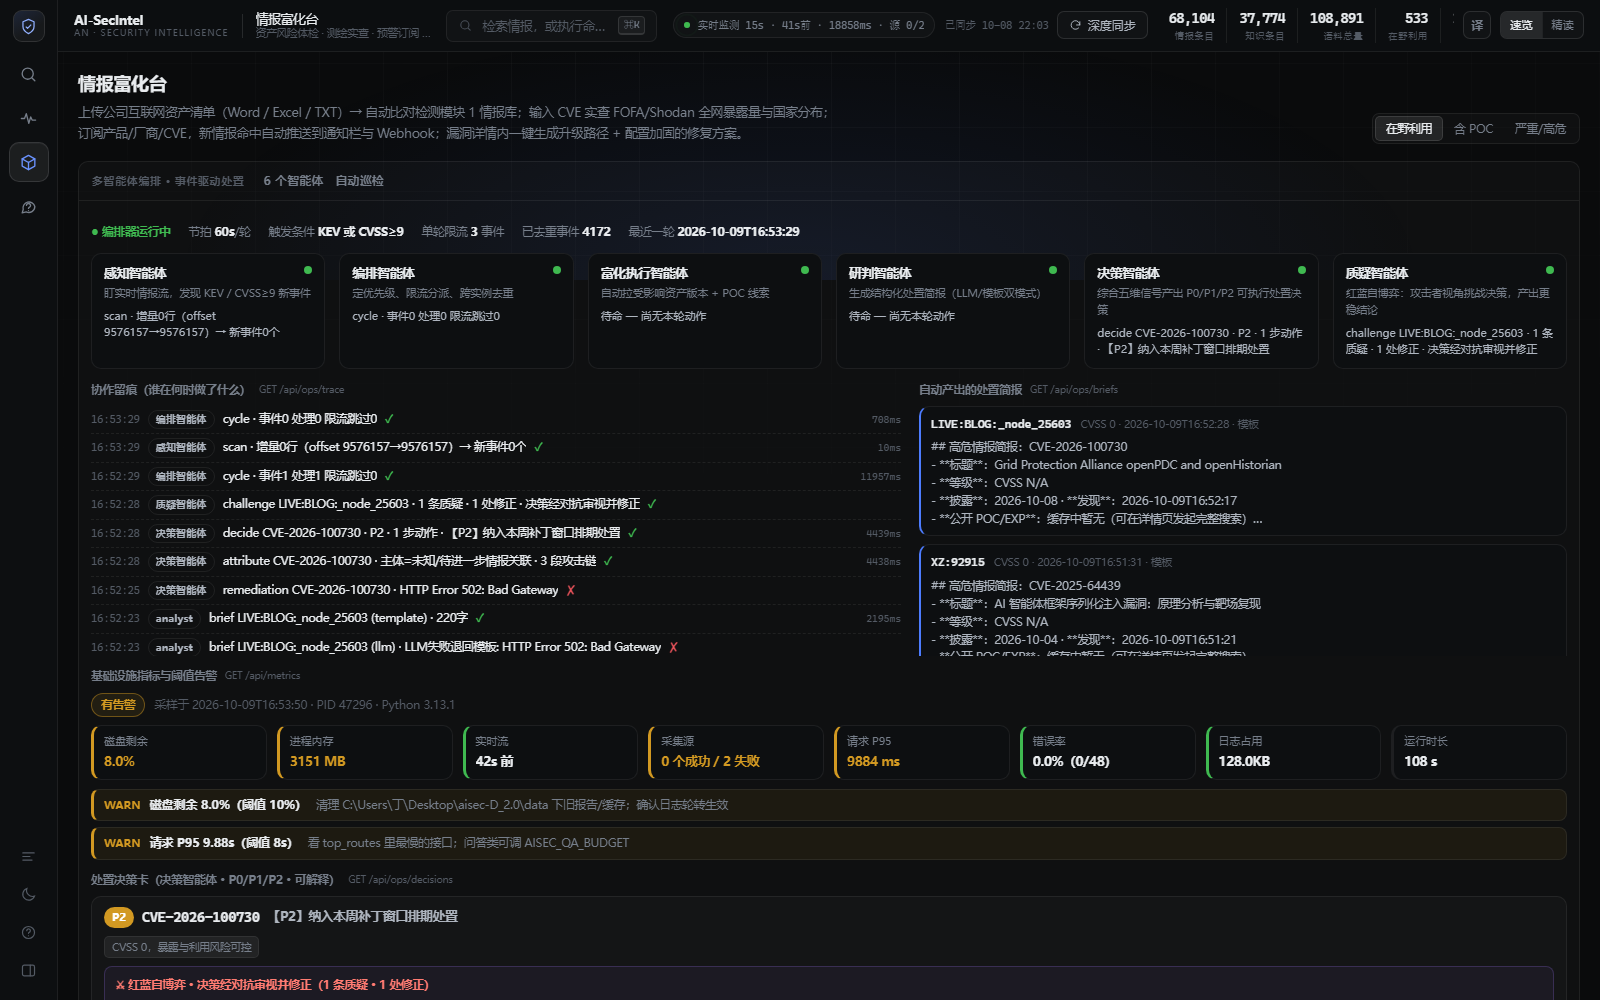 AI-SecIntel
AN · SECURITY INTELLIGENCE
情报富化台
资产风险体检 · 测绘实查 · 预警订阅 ...
检索情报，或执行命... ⌘K
实时监测 15s · 41s前 · 18858ms · 源 0/2
已同步 10-08 22:03
深度同步
68,104
情报条目
37,774
知识条目
108,891
语料总量
533
在野利用
译
速览 精读
情报富化台
上传公司互联网资产清单（Word / Excel / TXT）→ 自动比对检测模块 1 情报库；输入 CVE 实查 FOFA/Shodan 全网暴露量与国家分布；
订阅产品/厂商/CVE，新情报命中自动推送到通知栏与 Webhook；漏洞详情内一键生成升级路径 + 配置加固的修复方案。
在野利用 含 POC 严重/高危
多智能体编排 • 事件驱动处置 6 个智能体 自动巡检
● 编排器运行中 节拍 60s/轮 触发条件 KEV 或 CVSS≥9 单轮限流 3 事件 已去重事件 4172 最近一轮 2026-10-09T16:53:29
感知智能体
盯实时情报流，发现 KEV / CVSS≥9 新事件
scan · 增量0行（offset
9576157→9576157）→ 新事件0个
编排智能体
定优先级、限流分派、跨实例去重
cycle · 事件0 处理0 限流跳过0
富化执行智能体
自动拉受影响资产版本 + POC 线索
待命 — 尚无本轮动作
研判智能体
生成结构化处置简报（LLM/模板双模式）
待命 — 尚无本轮动作
决策智能体
综合五维信号产出 P0/P1/P2 可执行处置决
策
decide CVE-2026-100730 · P2 · 1 步动作
· 【P2】纳入本周补丁窗口排期处置
质疑智能体
红蓝自博弈：攻击者视角挑战决策，产出更
稳结论
challenge LIVE:BLOG:_node_25603 · 1 条
质疑 · 1 处修正 · 决策经对抗审视并修正
协作留痕（谁在何时做了什么） GET /api/ops/trace
16:53:29 编排智能体 cycle · 事件0 处理0 限流跳过0 ✓ 708ms
16:53:29 感知智能体 scan · 增量0行（offset 9576157→9576157）→ 新事件0个 ✓ 10ms
16:52:29 编排智能体 cycle · 事件1 处理1 限流跳过0 ✓ 11957ms
16:52:28 质疑智能体 challenge LIVE:BLOG:_node_25603 · 1 条质疑 · 1 处修正 · 决策经对抗审视并修正 ✓
16:52:28 决策智能体 decide CVE-2026-100730 · P2 · 1 步动作 · 【P2】纳入本周补丁窗口排期处置 ✓ 4439ms
16:52:28 决策智能体 attribute CVE-2026-100730 · 主体=未知/待进一步情报关联 · 3 段攻击链 ✓ 4438ms
16:52:25 决策智能体 remediation CVE-2026-100730 · HTTP Error 502: Bad Gateway ✗
16:52:23 analyst brief LIVE:BLOG:_node_25603 (template) · 220字 ✓ 2195ms
16:52:23 analyst brief LIVE:BLOG:_node_25603 (llm) · LLM失败退回模板: HTTP Error 502: Bad Gateway ✗
自动产出的处置简报 GET /api/ops/briefs
LIVE:BLOG:_node_25603 CVSS 0 · 2026-10-09T16:52:28 · 模板
## 高危情报简报：CVE-2026-100730
- **标题**：Grid Protection Alliance openPDC and openHistorian
- **等级**：CVSS N/A
- **披露**：2026-10-08 · **发现**：2026-10-09T16:52:17
- **公开 POC/EXP**：缓存中暂无（可在详情页发起完整搜索）...
XZ:92915 CVSS 0 · 2026-10-09T16:51:31 · 模板
## 高危情报简报：CVE-2025-64439
- **标题**：AI 智能体框架序列化注入漏洞：原理分析与靶场复现
- **等级**：CVSS N/A
- **披露**：2026-10-04 · **发现**：2026-10-09T16:51:21
- **公开 POC/EXP**：缓存中暂无（可在详情页发起完整搜索）
基础设施指标与阈值告警 GET /api/metrics
有告警 采样于 2026-10-09T16:53:50 · PID 47296 · Python 3.13.1
磁盘剩余
8.0%
进程内存
3151 MB
实时流
42s 前
采集源
0 个成功 / 2 失败
请求 P95
9884 ms
错误率
0.0%（0/48）
日志占用
128.0KB
运行时长
108 s
WARN 磁盘剩余 8.0%（阈值 10%） 清理 C:\Users\丁\Desktop\aisec-D_2.0\data 下旧报告/缓存；确认日志轮转生效
WARN 请求 P95 9.88s（阈值 8s） 看 top_routes 里最慢的接口；问答类可调 AISEC_QA_BUDGET
处置决策卡（决策智能体 • P0/P1/P2 • 可解释） GET /api/ops/decisions
P2 CVE-2026-100730 【P2】纳入本周补丁窗口排期处置
CVSS 0，暴露与利用风险可控
⚔ 红蓝自博弈 • 决策经对抗审视并修正（1 条质疑 • 1 处修正）